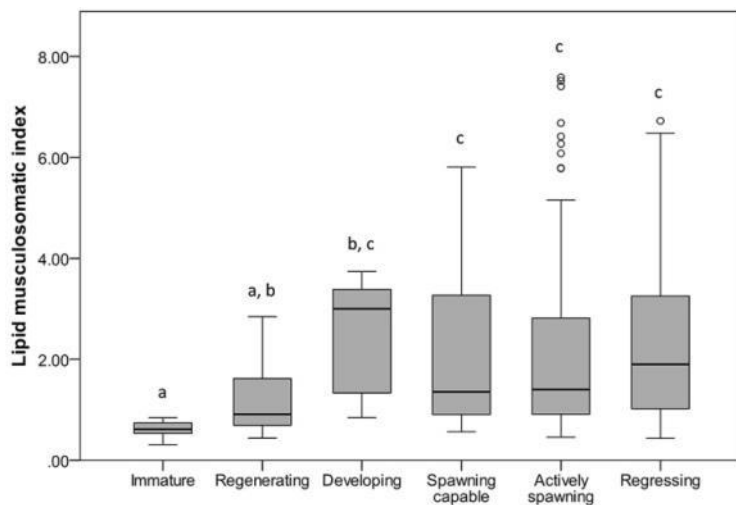 Lipid musculosomatic index
8.00
6.00
4.00
2.00
.00
a
a, b
b, c
c
c
c
Immature
Regenerating
Developing
Spawning
capable
Actively
spawning
Regressing